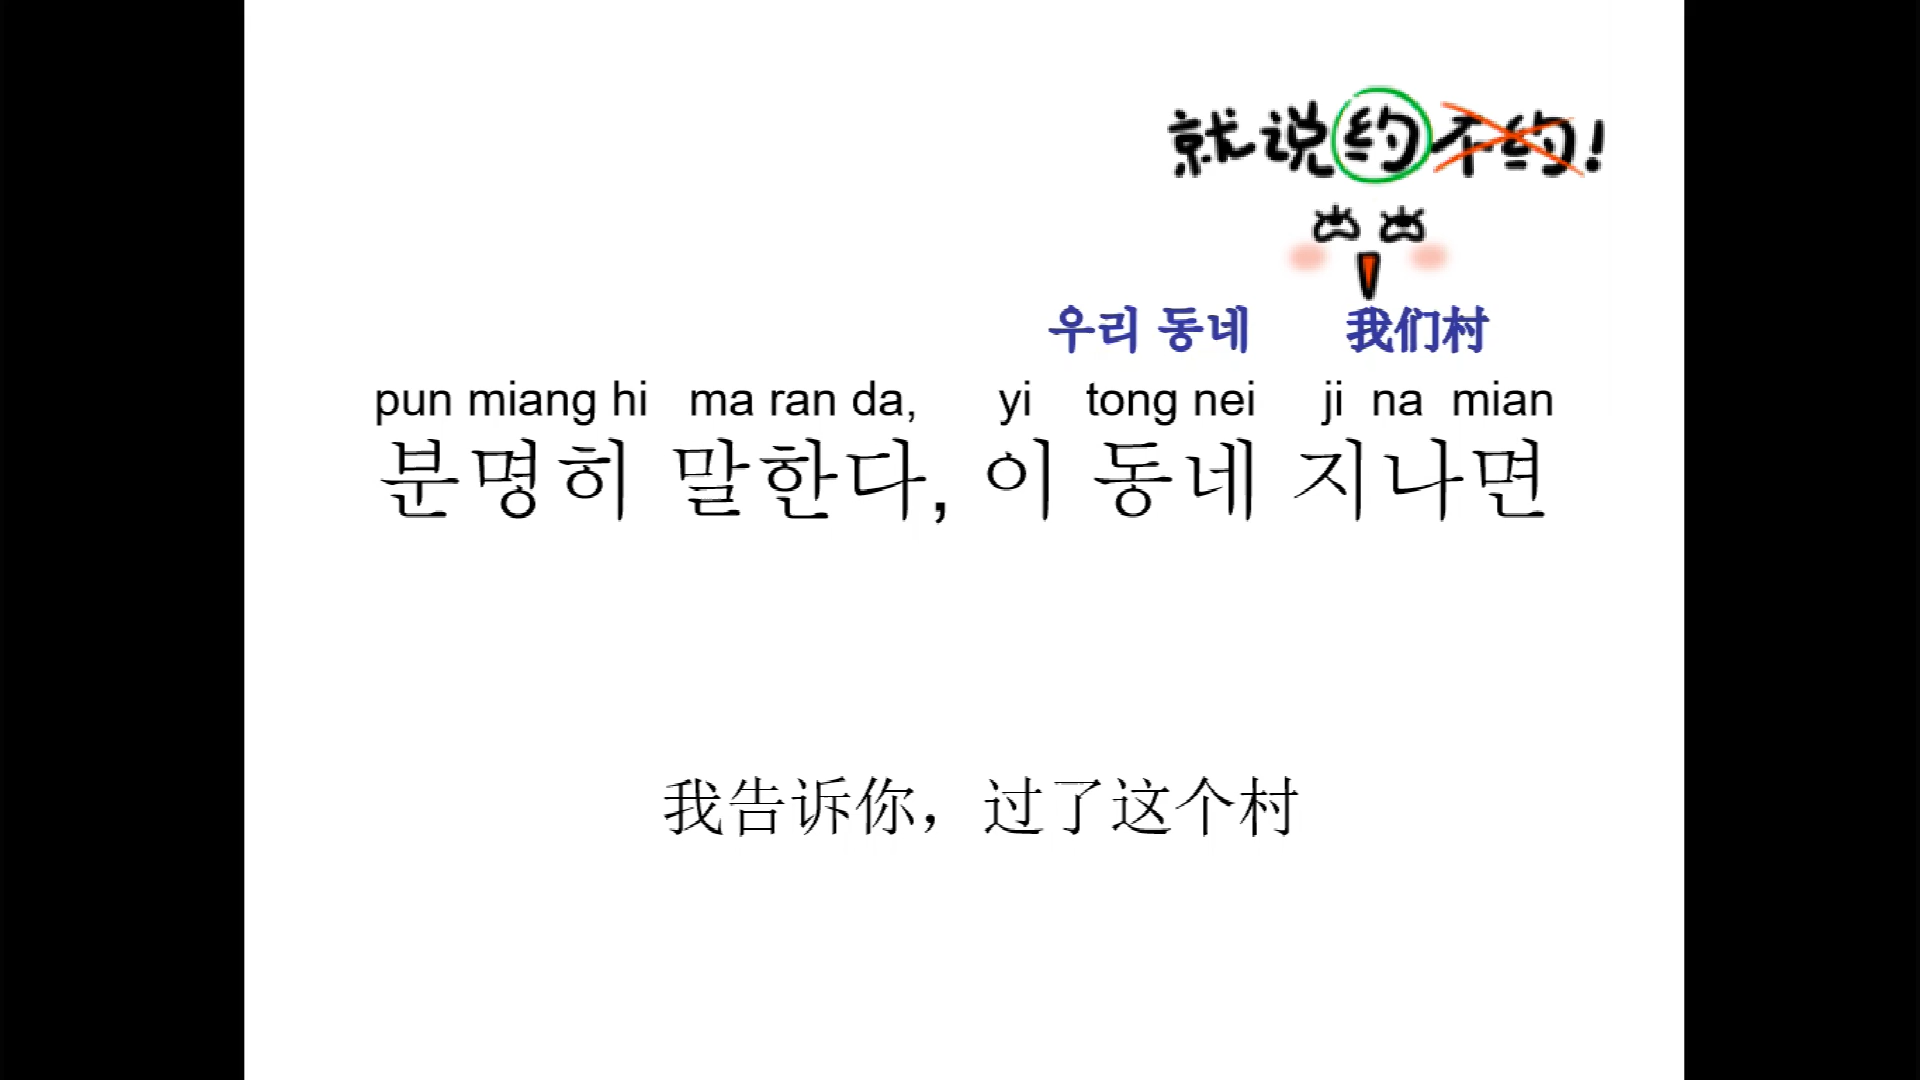 就说约不约!
우리 동네 我们村
pun miang hi ma ran da, yi tong nei ji na mian
분명히 말한다, 이 동네 지나면
我告诉你，过了这个村